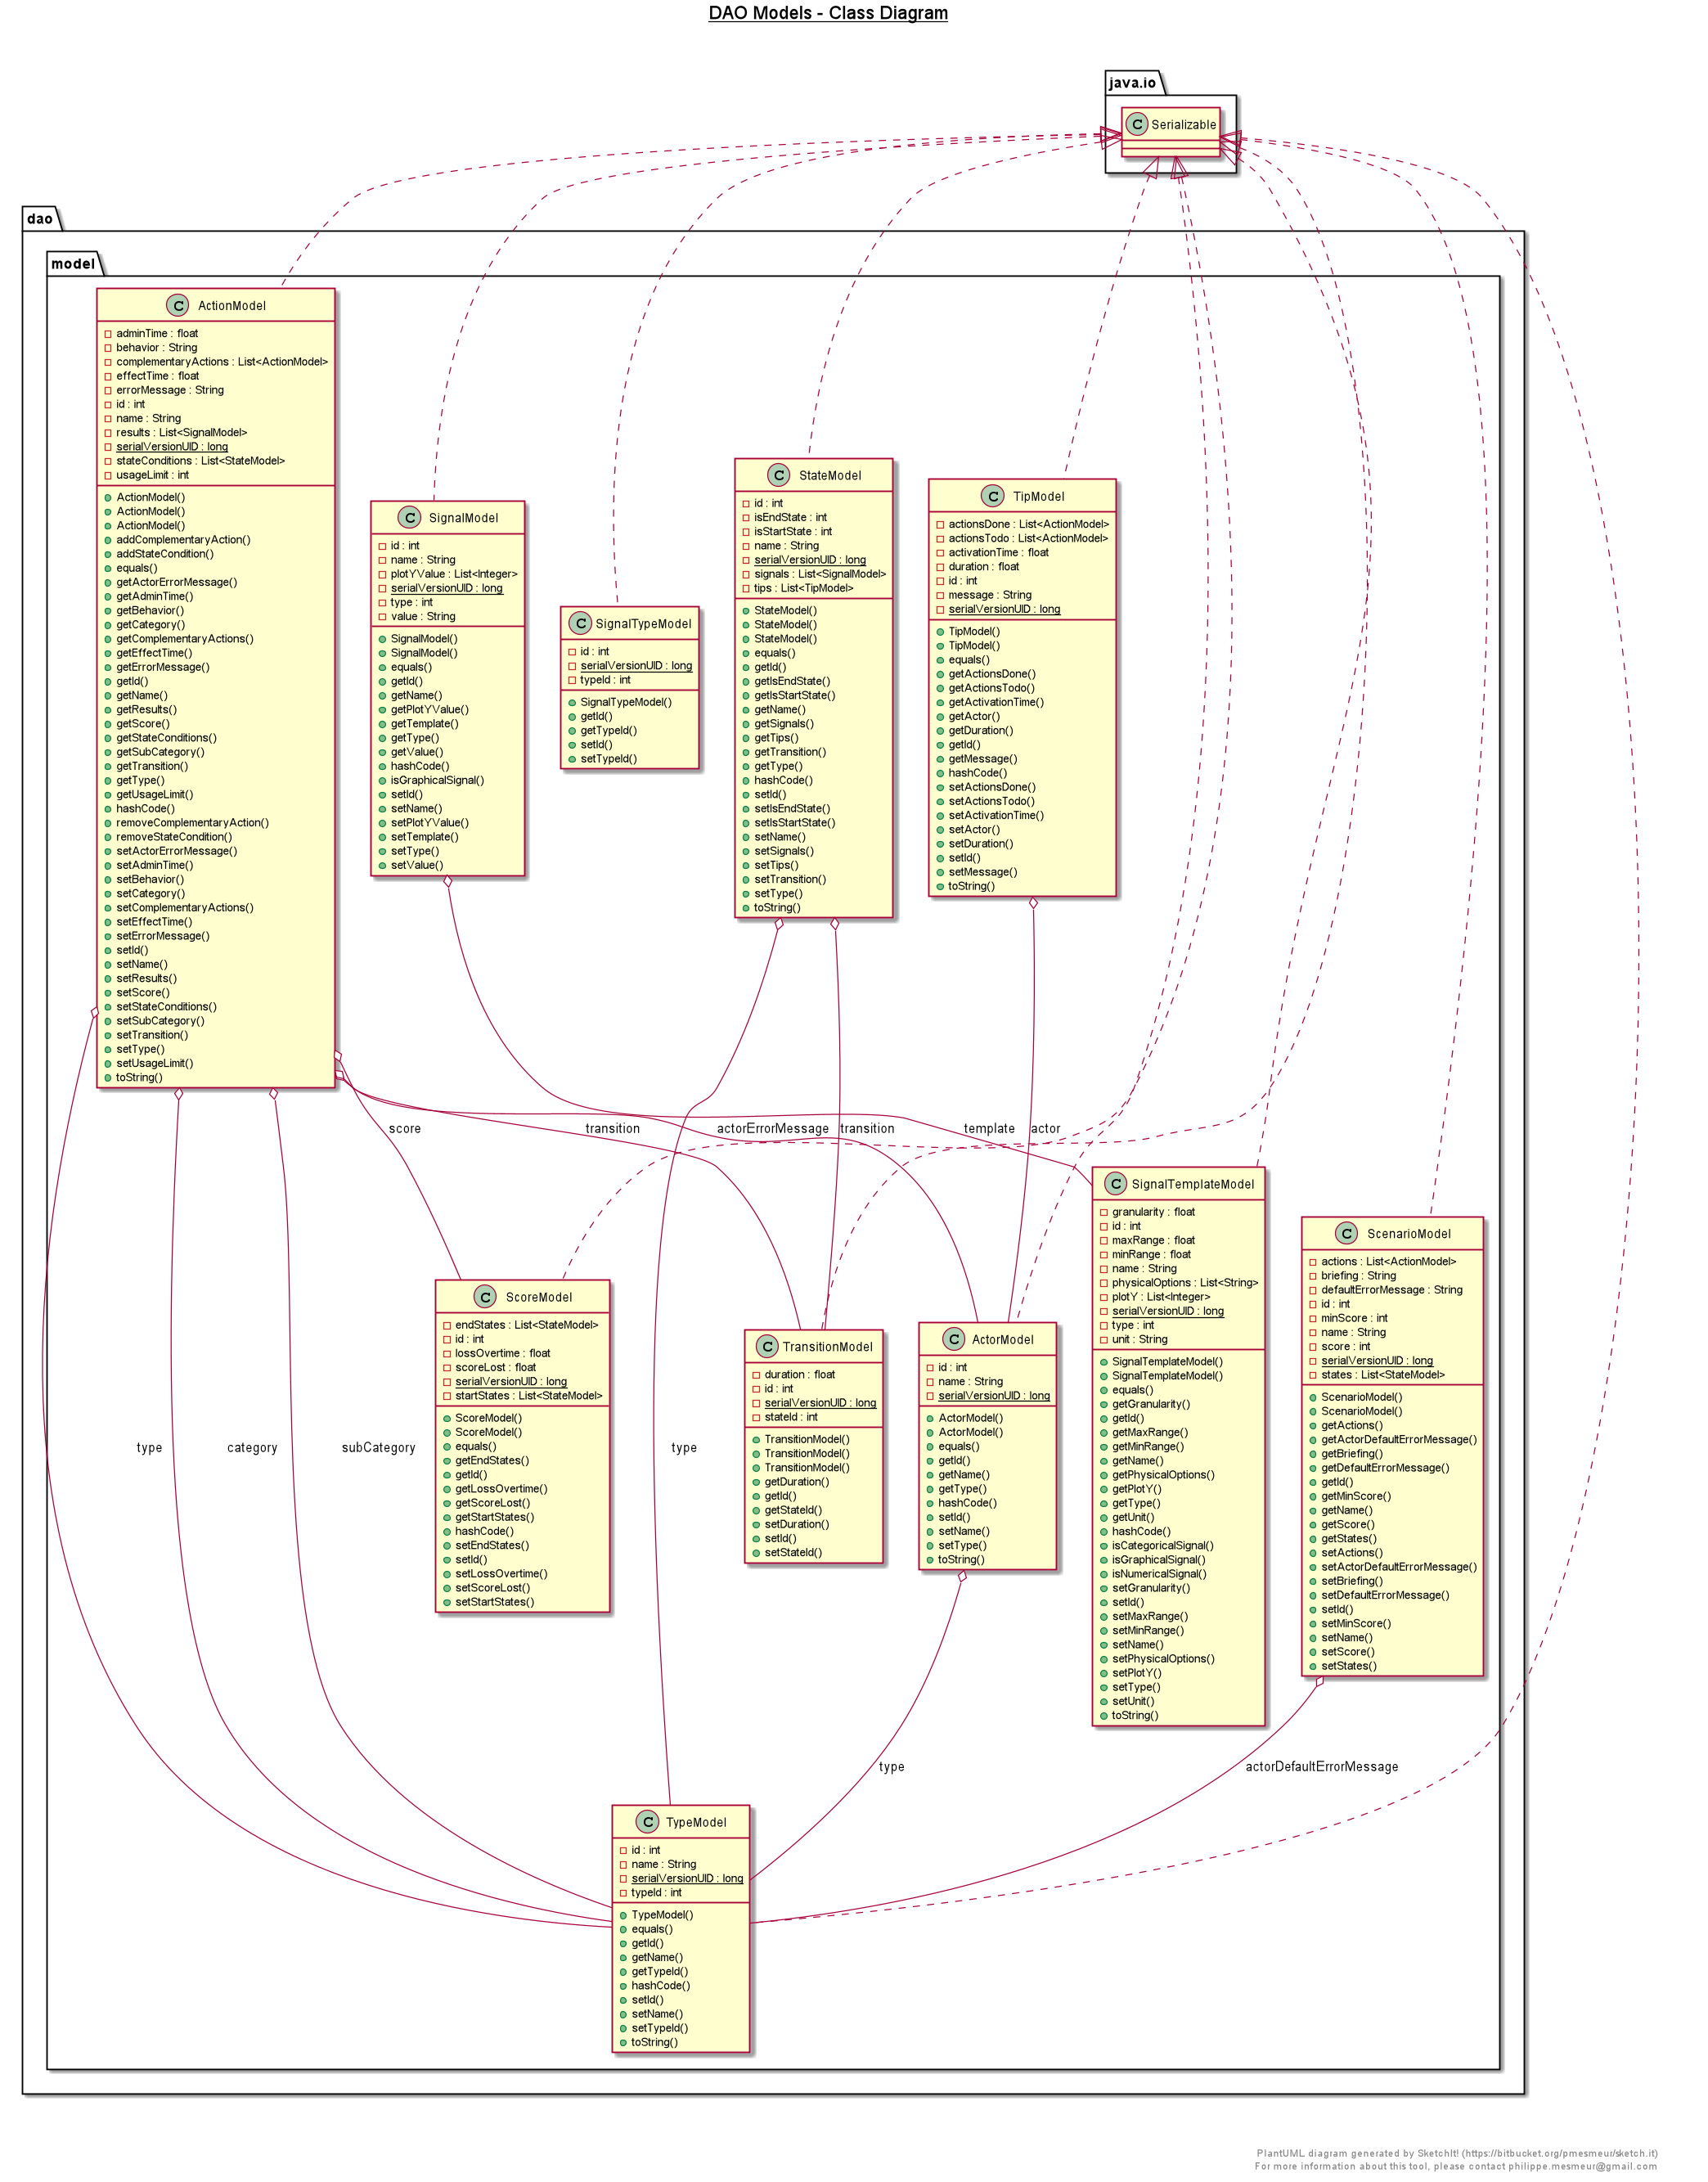 DAO Models - Class Diagram
java.io
Serializable
dao
model
ActionModel
adminTime : float
behavior : String
complementaryActions : List<ActionModel>
effectTime : float
errorMessage : String
id : int
name : String
results : List<SignalModel>
serialVersionUID : long
stateConditions : List<StateModel>
usageLimit : int
ActionModel()
ActionModel()
ActionModel()
addComplementaryAction()
addStateCondition()
equals()
getActorErrorMessage()
getAdminTime()
getBehavior()
getCategory()
getComplementaryActions()
getEffectTime()
getErrorMessage()
getId()
getName()
getResults()
getScore()
getStateConditions()
getSubCategory()
getTransition()
getType()
getUsageLimit()
hashCode()
removeComplementaryAction()
removeStateCondition()
setActorErrorMessage()
setAdminTime()
setBehavior()
setCategory()
setComplementaryActions()
setEffectTime()
setErrorMessage()
setId()
setName()
setResults()
setScore()
setStateConditions()
setSubCategory()
setTransition()
setType()
setUsageLimit()
toString()
SignalModel
id : int
name : String
plotYValue : List<Integer>
serialVersionUID : long
type : int
value : String
SignalModel()
SignalModel()
equals()
getId()
getName()
getPlotYValue()
getTemplate()
getType()
getValue()
hashCode()
isGraphicalSignal()
setId()
setName()
setPlotYValue()
setTemplate()
setType()
setValue()
SignalTypeModel
id : int
serialVersionUID : long
typeId : int
SignalTypeModel()
getId()
getTypeId()
setId()
setTypeId()
StateModel
id : int
isEndState : int
isStartState : int
name : String
serialVersionUID : long
signals : List<SignalModel>
tips : List<TipModel>
StateModel()
StateModel()
StateModel()
equals()
getId()
getIsEndState()
getIsStartState()
getName()
getSignals()
getTips()
getTransition()
getType()
hashCode()
setId()
setIsEndState()
setIsStartState()
setName()
setSignals()
setTips()
setTransition()
setType()
toString()
TipModel
actionsDone : List<ActionModel>
actionsTodo : List<ActionModel>
activationTime : float
duration : float
id : int
message : String
serialVersionUID : long
TipModel()
TipModel()
equals()
getActionsDone()
getActionsTodo()
getActivationTime()
getActor()
getDuration()
getId()
getMessage()
hashCode()
setActionsDone()
setActionsTodo()
setActivationTime()
setActor()
setDuration()
setId()
setMessage()
toString()
score
transition
actorErrorMessage
transition
template
actor
ScoreModel
endStates : List<StateModel>
id : int
lossOvertime : float
scoreLost : float
serialVersionUID : long
startStates : List<StateModel>
ScoreModel()
ScoreModel()
equals()
getEndStates()
getId()
getLossOvertime()
getScoreLost()
getStartStates()
hashCode()
setEndStates()
setId()
setLossOvertime()
setScoreLost()
setStartStates()
TransitionModel
duration : float
id : int
serialVersionUID : long
stateId : int
TransitionModel()
TransitionModel()
TransitionModel()
getDuration()
getId()
getStateId()
setDuration()
setId()
setStateId()
ActorModel
id : int
name : String
serialVersionUID : long
ActorModel()
ActorModel()
equals()
getId()
getName()
getType()
hashCode()
setId()
setName()
setType()
toString()
SignalTemplateModel
granularity : float
id : int
maxRange : float
minRange : float
name : String
physicalOptions : List<String>
plotY : List<Integer>
serialVersionUID : long
type : int
unit : String
SignalTemplateModel()
SignalTemplateModel()
equals()
getGranularity()
getId()
getMaxRange()
getMinRange()
getName()
getPhysicalOptions()
getPlotY()
getType()
getUnit()
hashCode()
isCategoricalSignal()
isGraphicalSignal()
isNumericalSignal()
setGranularity()
setId()
setMaxRange()
setMinRange()
setName()
setPhysicalOptions()
setPlotY()
setType()
setUnit()
toString()
ScenarioModel
actions : List<ActionModel>
briefing : String
defaultErrorMessage : String
id : int
minScore : int
name : String
score : int
serialVersionUID : long
states : List<StateModel>
ScenarioModel()
ScenarioModel()
getActions()
getActorDefaultErrorMessage()
getBriefing()
getDefaultErrorMessage()
getId()
getMinScore()
getName()
getScore()
getStates()
setActions()
setActorDefaultErrorMessage()
setBriefing()
setDefaultErrorMessage()
setId()
setMinScore()
setName()
setScore()
setStates()
type
category
subCategory
type
type
actorDefaultErrorMessage
TypeModel
id : int
name : String
serialVersionUID : long
typeId : int
TypeModel()
equals()
getId()
getName()
getTypeId()
hashCode()
setId()
setName()
setTypeId()
toString()
PlantUML diagram generated by SketchIt! (https://bitbucket.org/pmesmeur/sketch.it)
For more information about this tool, please contact philippe.mesmeur@gmail.com